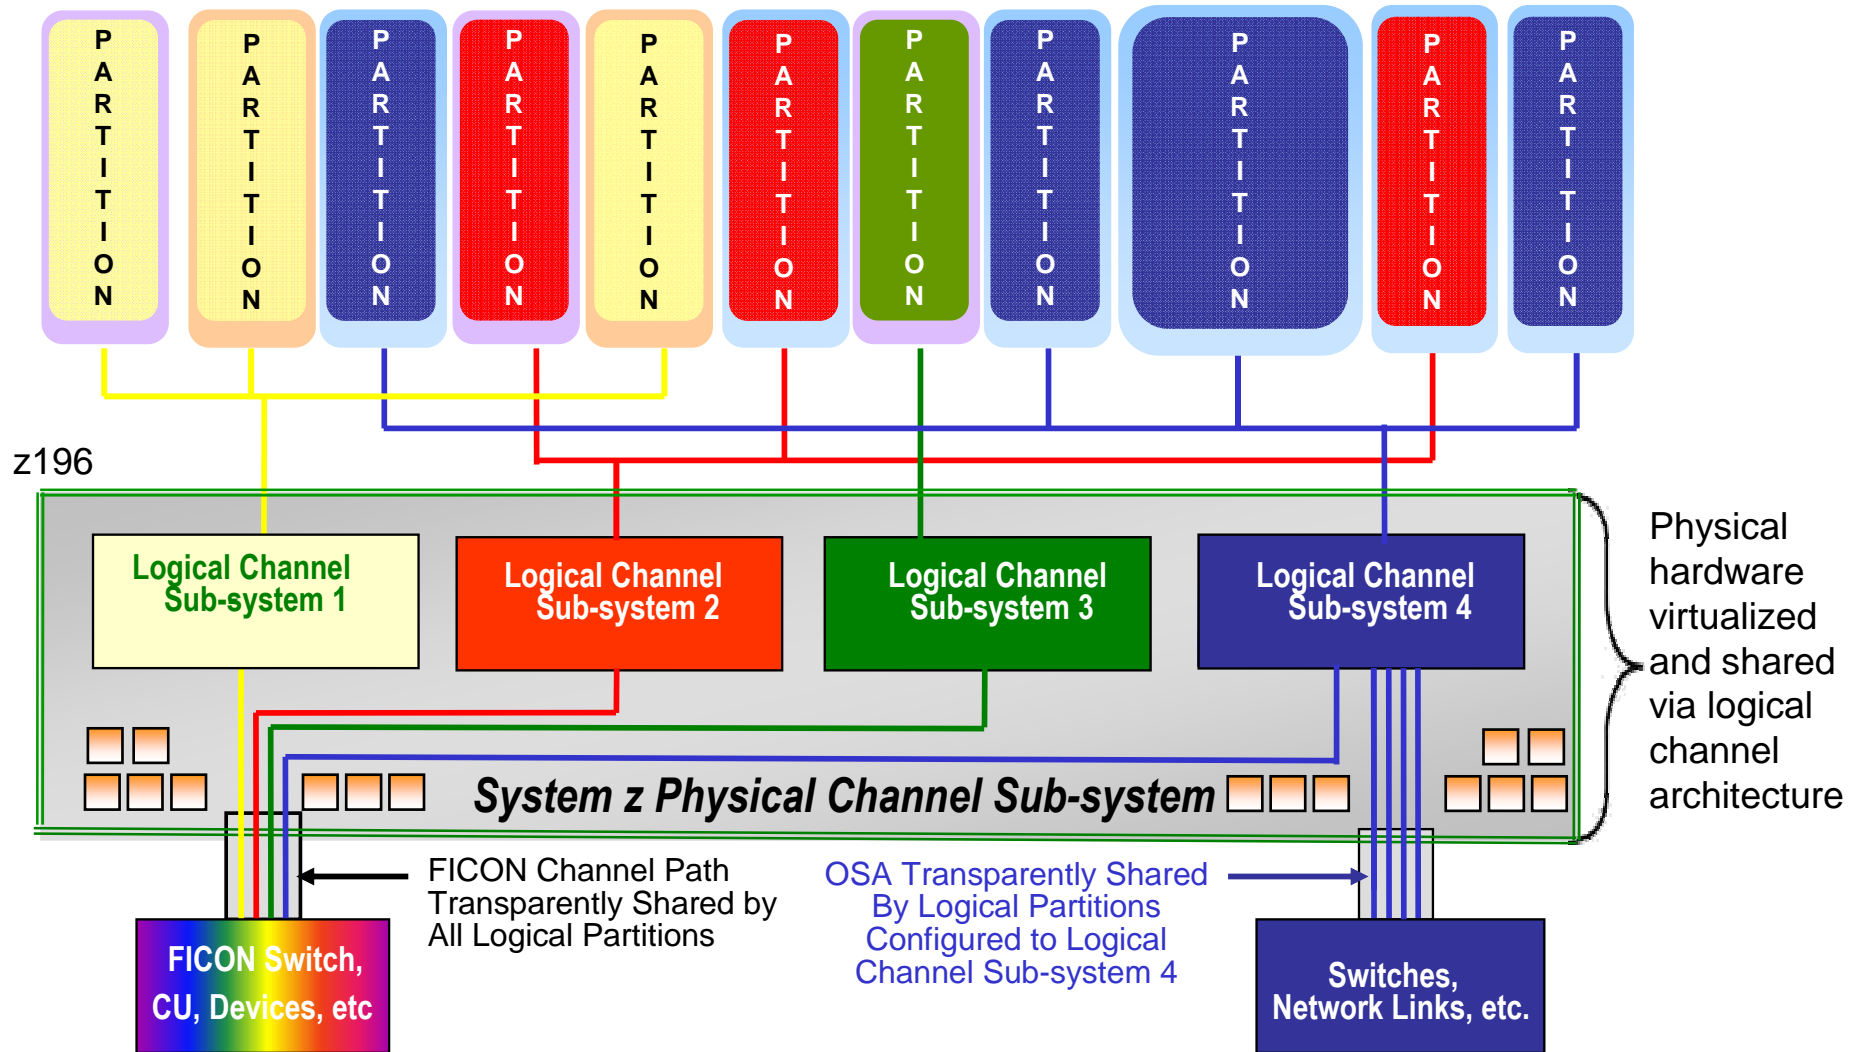 PARTITION
PARTITION
PARTITION
PARTITION
PARTITION
PARTITION
PARTITION
PARTITION
PARTITION
PARTITION
PARTITION
z196
Logical Channel
Sub-system 1
Logical Channel
Sub-system 2
Logical Channel
Sub-system 3
Logical Channel
Sub-system 4
Physical
hardware
virtualized
and shared
via logical
channel
architecture
System z Physical Channel Sub-system
FICON Channel Path
Transparently Shared by
All Logical Partitions
OSA Transparently Shared
By Logical Partitions
Configured to Logical
Channel Sub-system 4
FICON Switch,
CU, Devices, etc
Switches,
Network Links, etc.